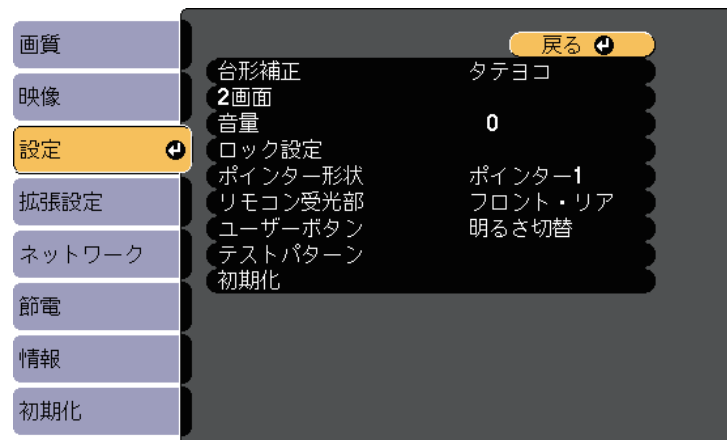 画質
映像
設定
拡張設定
ネットワーク
節電
情報
初期化
戻る
台形補正 タテヨコ
2画面
音量 0
ロック設定
ポインター形状 ポインター1
リモコン受光部 フロント・リア
ユーザーボタン 明るさ切替
テストパターン
初期化